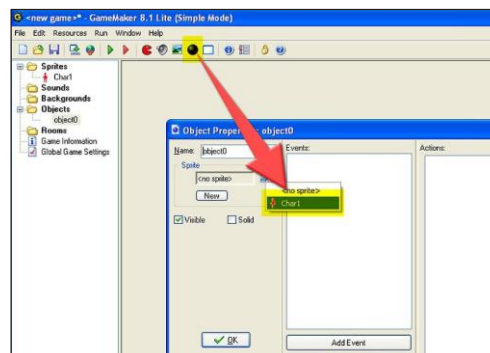 <new game>* - GameMaker 8.1 Lite (Simple Mode)
File Edit Resources Run Window Help
Sprites
Char1
Sounds
Backgrounds
Objects
object0
Rooms
Game Information
Global Game Settings
Object Properties: object0
Name: object0
Events:
Actions:
Sprite
<no sprite>
New
<no sprite>
Char1
Visible
Solid
OK
Add Event